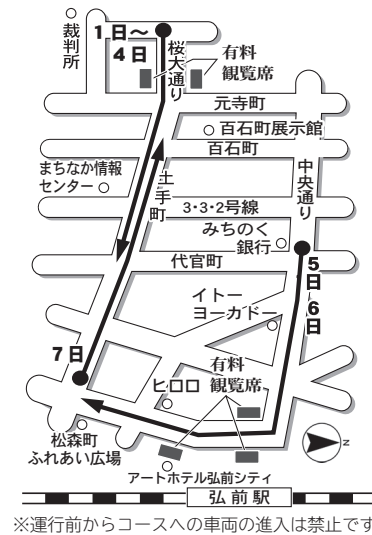 裁判所
1日～
4日
桜大通り
有料
観覧席
元寺町
百石町展示館
百石町
まちなか情報
センター
土手町
中央通り
3・3・2号線
みちのく
銀行
代官町
5日
6日
イトー
ヨーカドー
7日
ヒロロ
有料
観覧席
松森町
ふれあい広場
N
アートホテル弘前シティ
弘前駅
※運行前からコースへの車両の進入は禁止です